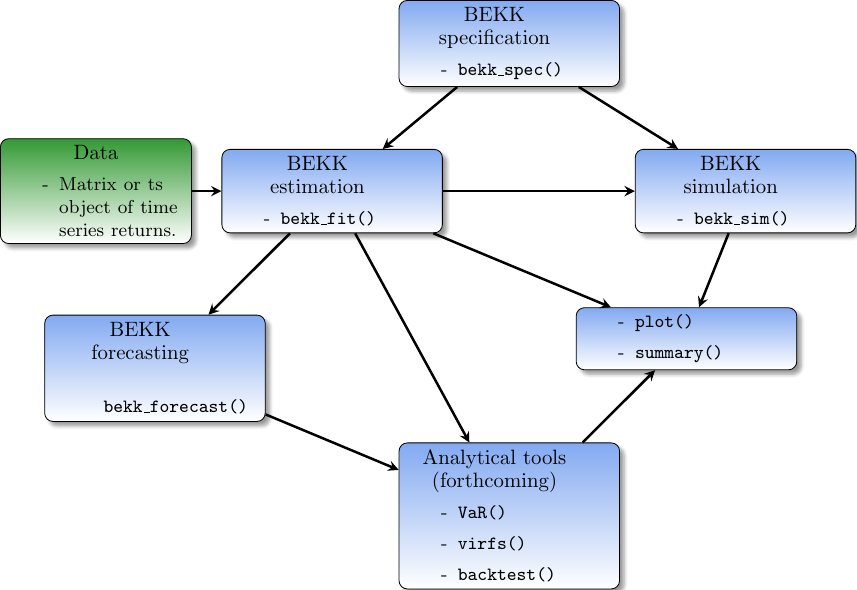 BEKK
specification
- bekk_spec()
Data
- Matrix or ts
object of time
series returns.
BEKK
estimation
- bekk_fit()
BEKK
simulation
- bekk_sim()
BEKK
forecasting
bekk_forecast()
- plot()
- summary()
Analytical tools
(forthcoming)
- VaR()
- virfs()
- backtest()